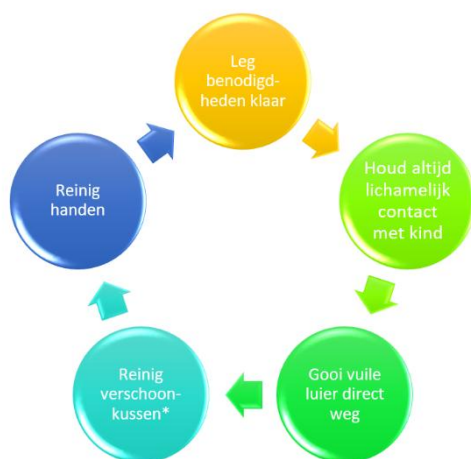 Leg
benodigd-
heden klaar
Houd altijd
lichamelijk
contact
met kind
Gooi vuile
luier direct
weg
Reinig
verschoon-
kussen*
Reinig
handen